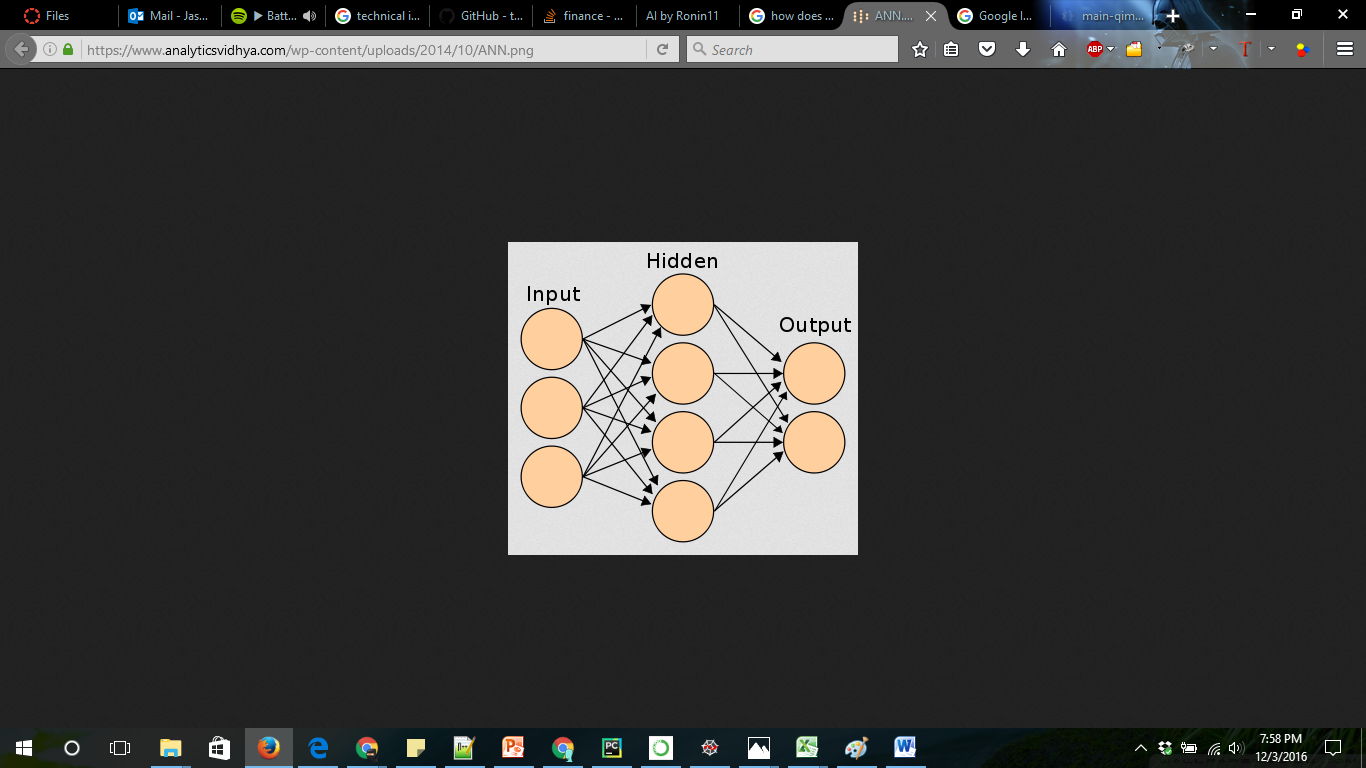 Files
Mail - Jas...
Batt...
technical i...
GitHub - t...
finance - ...
AI by Ronin11
how does ...
ANN....
Google I...
main-qim...
https://www.analyticsvidhya.com/wp-content/uploads/2014/10/ANN.png
Search
ABP
Hidden
Input
Output
7:58 PM
12/3/2016